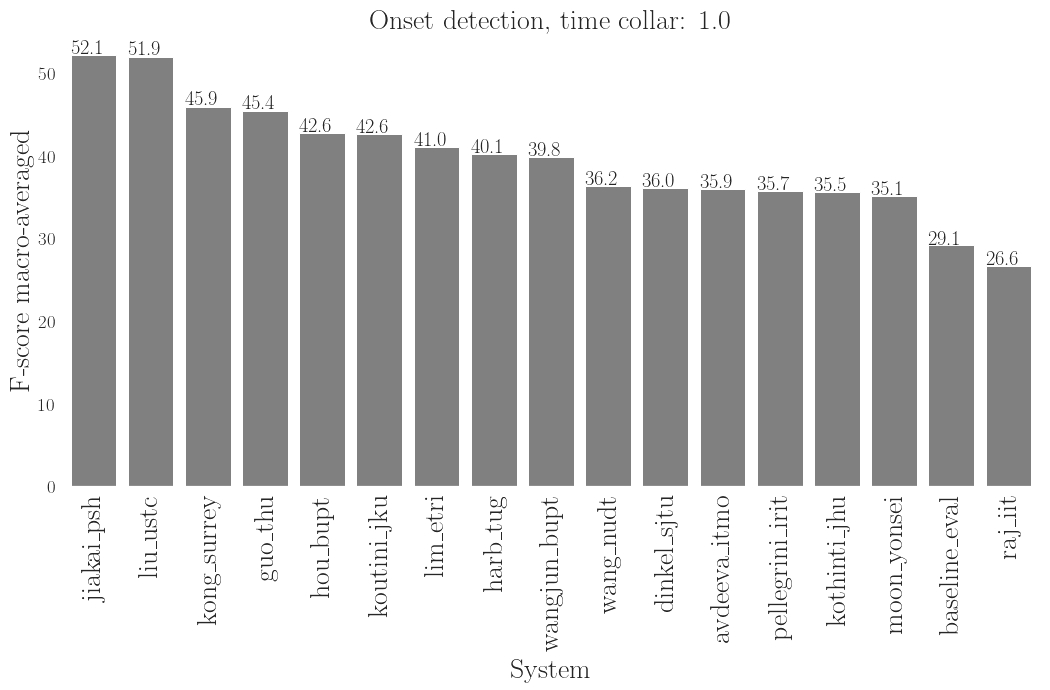 Onset detection, time collar: 1.0
F-score macro-averaged
50
40
30
20
10
0
52.1
51.9
45.9
45.4
42.6
42.6
41.0
40.1
39.8
36.2
36.0
35.9
35.7
35.5
35.1
29.1
26.6
jiakai_psh
liu_ustc
kong_surrey
guo_thu
hou_bupt
koutini_jku
lim_etri
harb_tug
wangjun_bupt
wang_nudt
dinkel_sjtu
avdeeva_itmo
pellegrini_irit
kothinti_jhu
moon_yonsei
baseline_eval
raj_iit
System